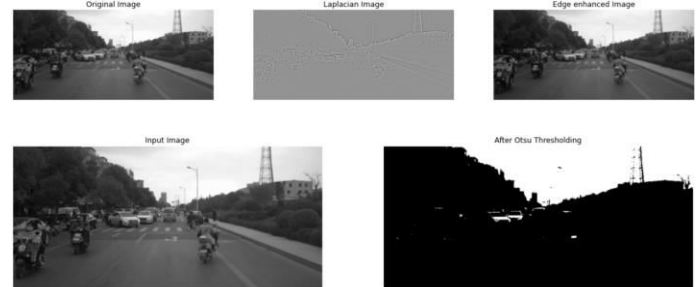 Original Image
Laplacian Image
Edge enhanced Image
Input Image
After Otsu Thresholding